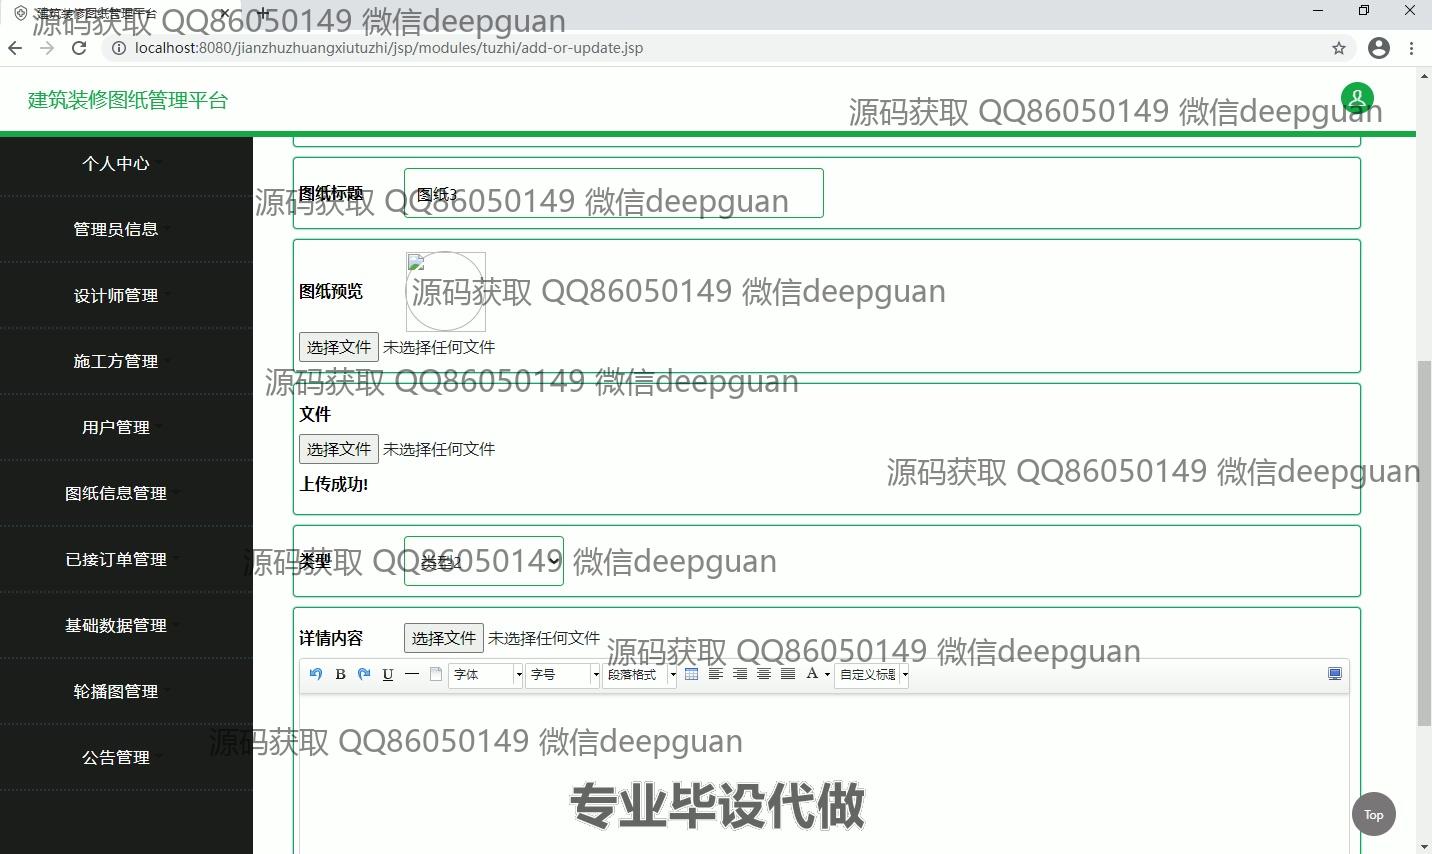 建筑装修图纸管理平台
源码获取 QQ86050149 微信deepguan
localhost:8080/jianzhuzhuangxiutuzhi/jsp/modules/tuzhi/add-or-update.jsp
建筑装修图纸管理平台
源码获取 QQ86050149 微信deepguan
个人中心
管理员信息
设计师管理
施工方管理
用户管理
图纸信息管理
已接订单管理
基础数据管理
轮播图管理
公告管理
图纸标题 图纸3
源码获取 QQ86050149 微信deepguan
图纸预览
源码获取 QQ86050149 微信deepguan
选择文件 未选择任何文件
源码获取 QQ86050149 微信deepguan
文件
选择文件 未选择任何文件
源码获取 QQ86050149 微信deepguan
上传成功!
类型 类型2
源码获取 QQ86050149 微信deepguan
详情内容 选择文件 未选择任何文件
源码获取 QQ86050149 微信deepguan
B U 字体 字号 段落格式 A 自定义标题
源码获取 QQ86050149 微信deepguan
专业毕设代做
Top